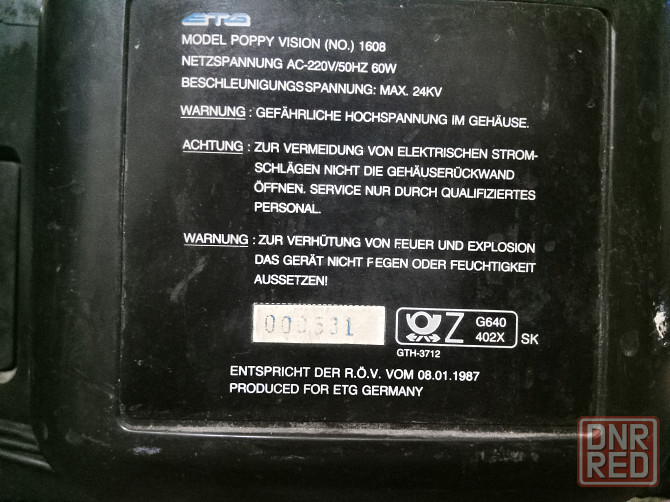 ETG
MODEL POPPY VISION (NO.) 1608
NETZSPANNUNG AC-220V/50HZ 60W
BESCHLEUNIGUNGSSPANNUNG: MAX. 24KV
WARNUNG : GEFÄHRLICHE HOCHSPANNUNG IM GEHÄUSE.
ACHTUNG : ZUR VERMEIDUNG VON ELEKTRISCHEN STROM-
SCHLÄGEN NICHT DIE GEHÄUSERÜCKWAND
ÖFFNEN. SERVICE NUR DURCH QUALIFIZIERTES
PERSONAL.
WARNUNG : ZUR VERHÜTUNG VON FEUER UND EXPLOSION
DAS GERÄT NICHT REGEN ODER FEUCHTIGKEIT
AUSSETZEN!
Z G640
402X SK
GTH-3712
ENTSPRICHT DER R.Ö.V. VOM 08.01.1987
PRODUCED FOR ETG GERMANY
DNR
RED